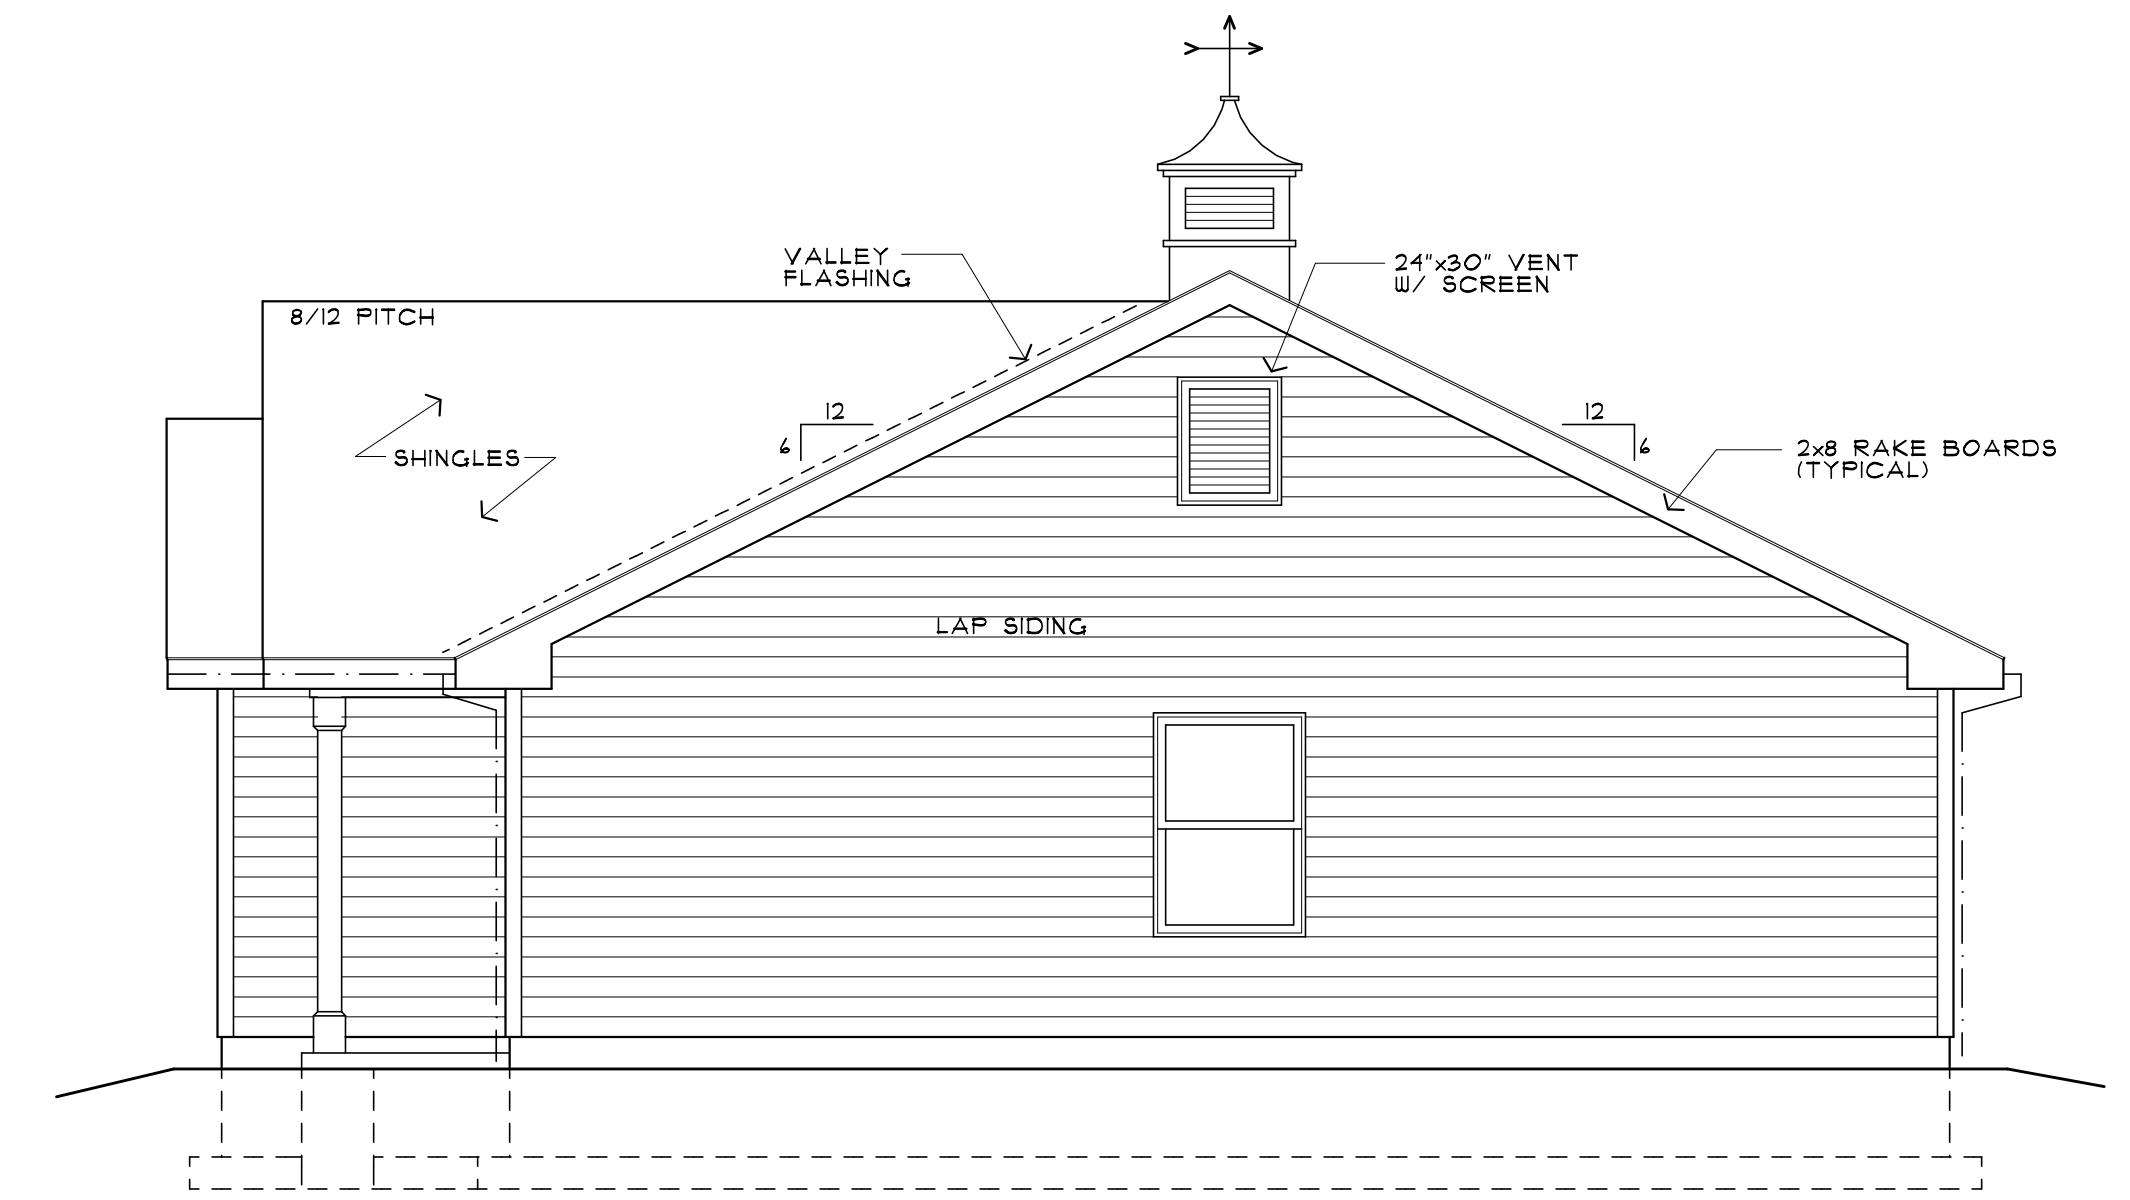 VALLEY
FLASHING
24"x30" VENT
W/ SCREEN
8/12 PITCH
12
6
12
6
SHINGLES
2x8 RAKE BOARDS
(TYPICAL)
LAP SIDING